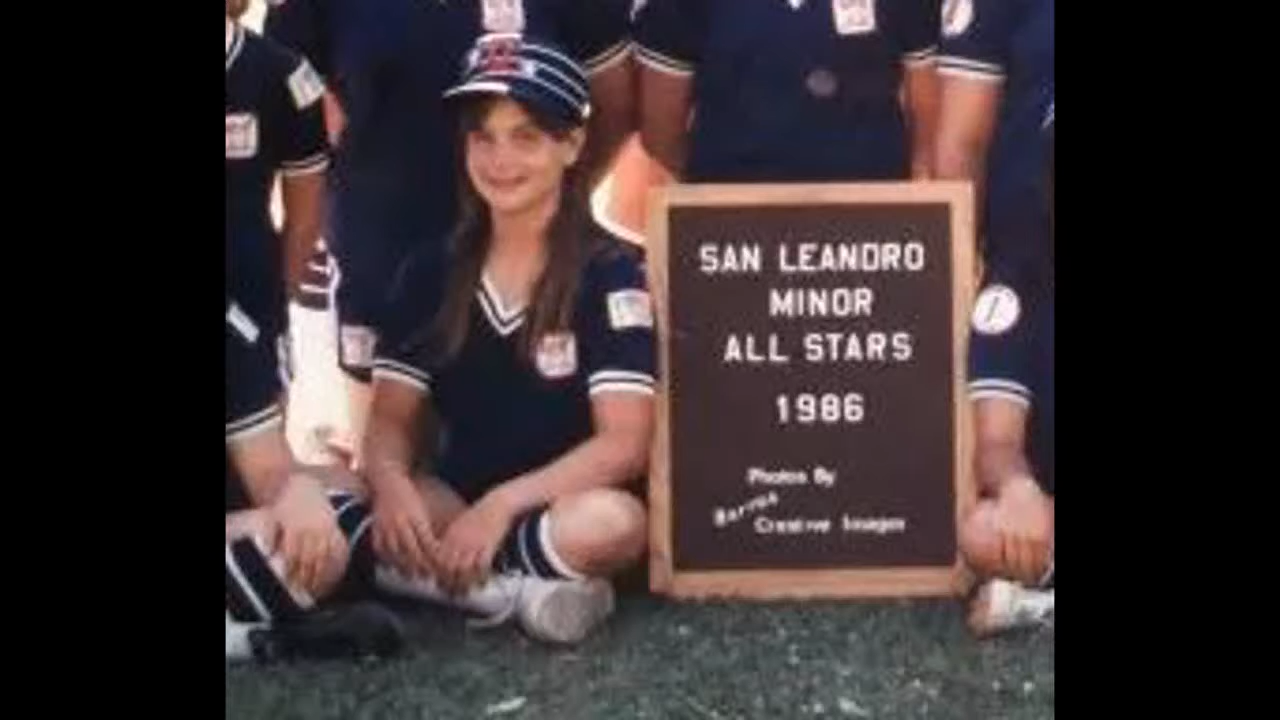 SAN LEANDRO
MINOR
ALL STARS
1986
Photos By
Creative Images